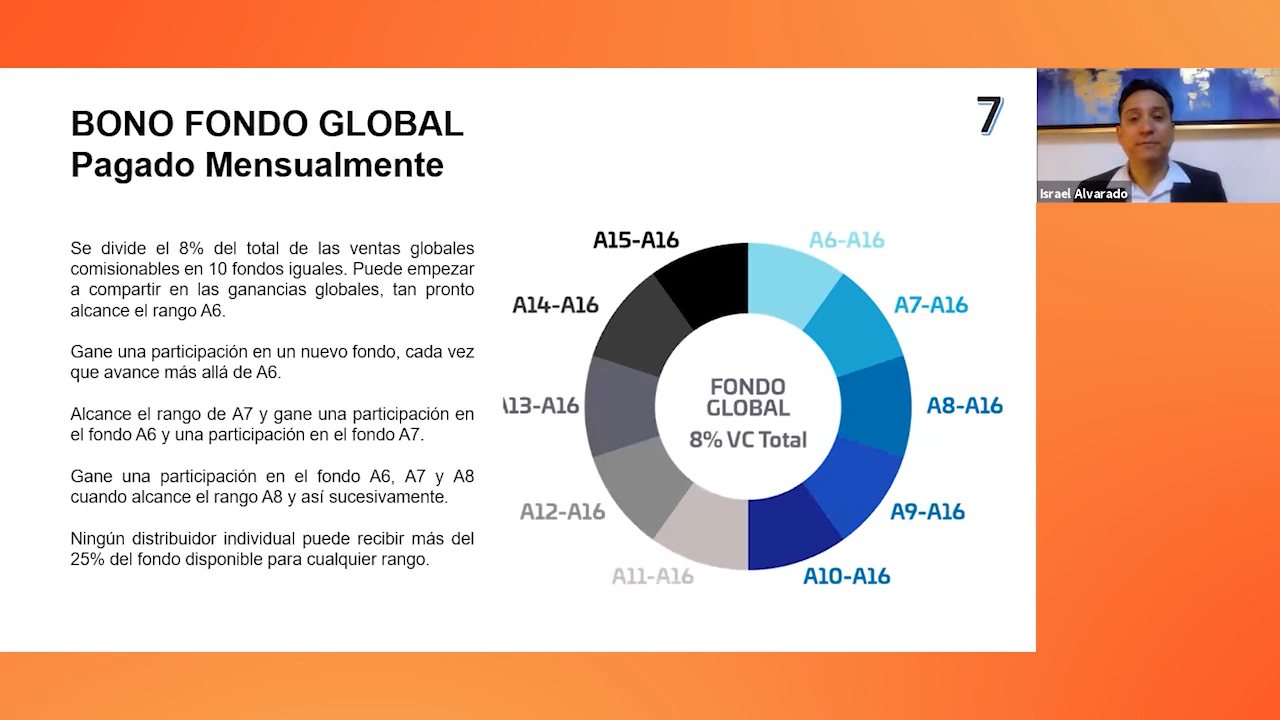 BONO FONDO GLOBAL
Pagado Mensualmente
7
Israel Alvarado
Se divide el 8% del total de las ventas globales
comisionables en 10 fondos iguales. Puede empezar
a compartir en las ganancias globales, tan pronto
alcance el rango A6.
Gane una participación en un nuevo fondo, cada vez
que avance más allá de A6.
Alcance el rango de A7 y gane una participación en
el fondo A6 y una participación en el fondo A7.
Gane una participación en el fondo A6, A7 y A8
cuando alcance el rango A8 y así sucesivamente.
Ningún distribuidor individual puede recibir más del
25% del fondo disponible para cualquier rango.
A15-A16
A6-A16
A14-A16
A7-A16
13-A16
A8-A16
A12-A16
A9-A16
A11-A16
A10-A16
FONDO
GLOBAL
8% VC Total